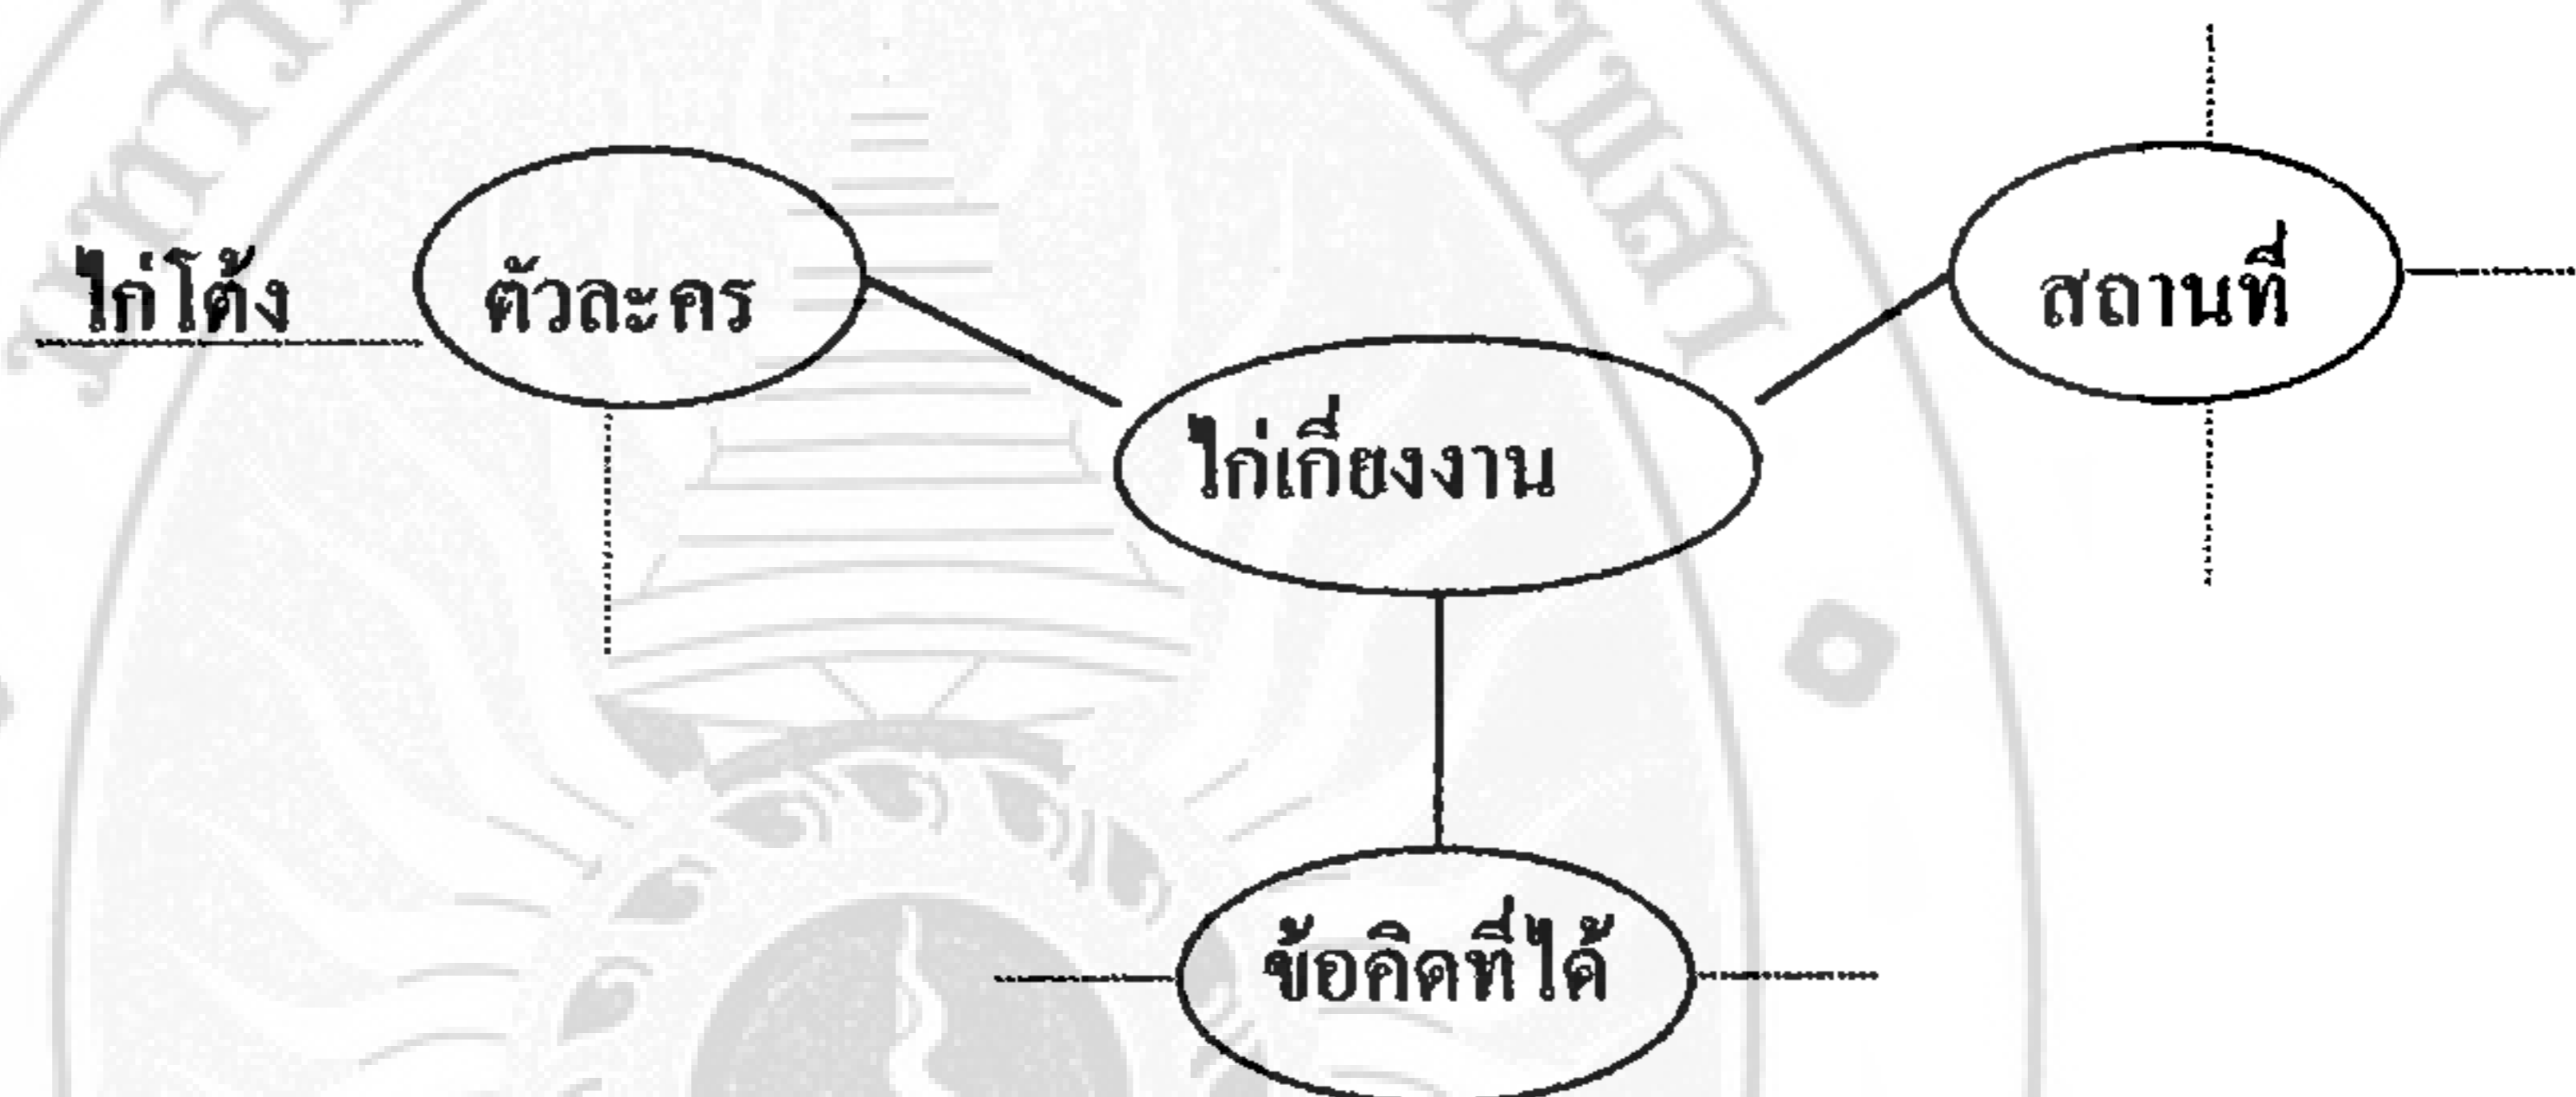 ไก่โต้ง
ตัวละคร
สถานที่
ไก่เกี่ยงงาน
ข้อคิดที่ได้